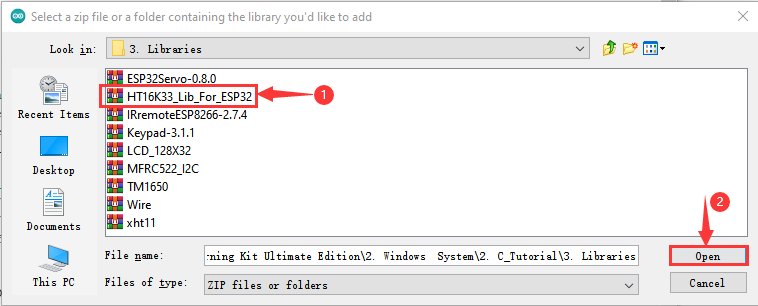 Select a zip file or a folder containing the library you'd like to add
Look in:
3. Libraries
Recent Items
Desktop
Documents
This PC
ESP32Servo-0.8.0
HT16K33_Lib_For_ESP32
1
IRremoteESP8266-2.7.4
Keypad-3.1.1
LCD_128X32
MFRC522_I2C
TM1650
Wire
xht11
2
File name:
rning Kit Ultimate Edition\2. Windows System\2. C_Tutorial\3. Libraries
Open
Files of type:
ZIP files or folders
Cancel